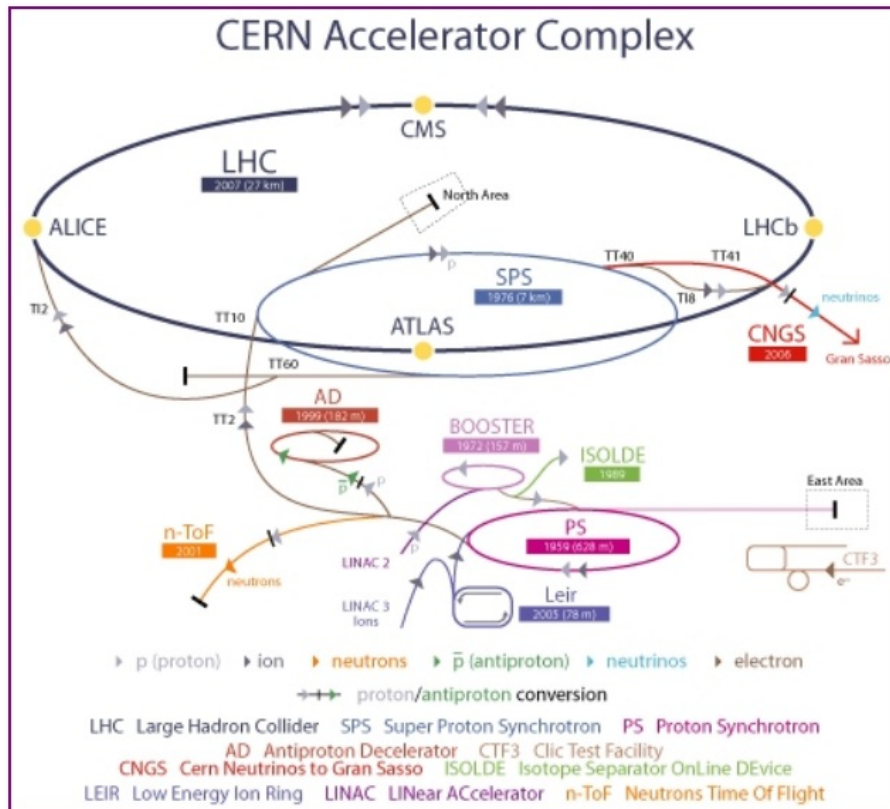 CERN Accelerator Complex
CMS
LHC
2007 (27 km)
North Area
ALICE
LHCb
TT40
TT41
p
SPS
1976 (7 km)
TI8
neutrinos
TI2
TT10
ATLAS
CNGS
2006
Gran Sasso
TT60
AD
1999 (182 m)
TT2
BOOSTER
1972 (157 m)
ISOLDE
1989
p
p̅
East Area
n-ToF
2001
PS
1959 (628 m)
p
LINAC 2
neutrons
CTF3
e-
LINAC 3
Ions
Leir
2005 (78 m)
p (proton) ion neutrons p̅ (antiproton) neutrinos electron
proton/antiproton conversion
LHC Large Hadron Collider SPS Super Proton Synchrotron PS Proton Synchrotron
AD Antiproton Decelerator CTF3 Clic Test Facility
CNGS Cern Neutrinos to Gran Sasso ISOLDE Isotope Separator OnLine DEvice
LEIR Low Energy Ion Ring LINAC LINear ACcelerator n-ToF Neutrons Time Of Flight